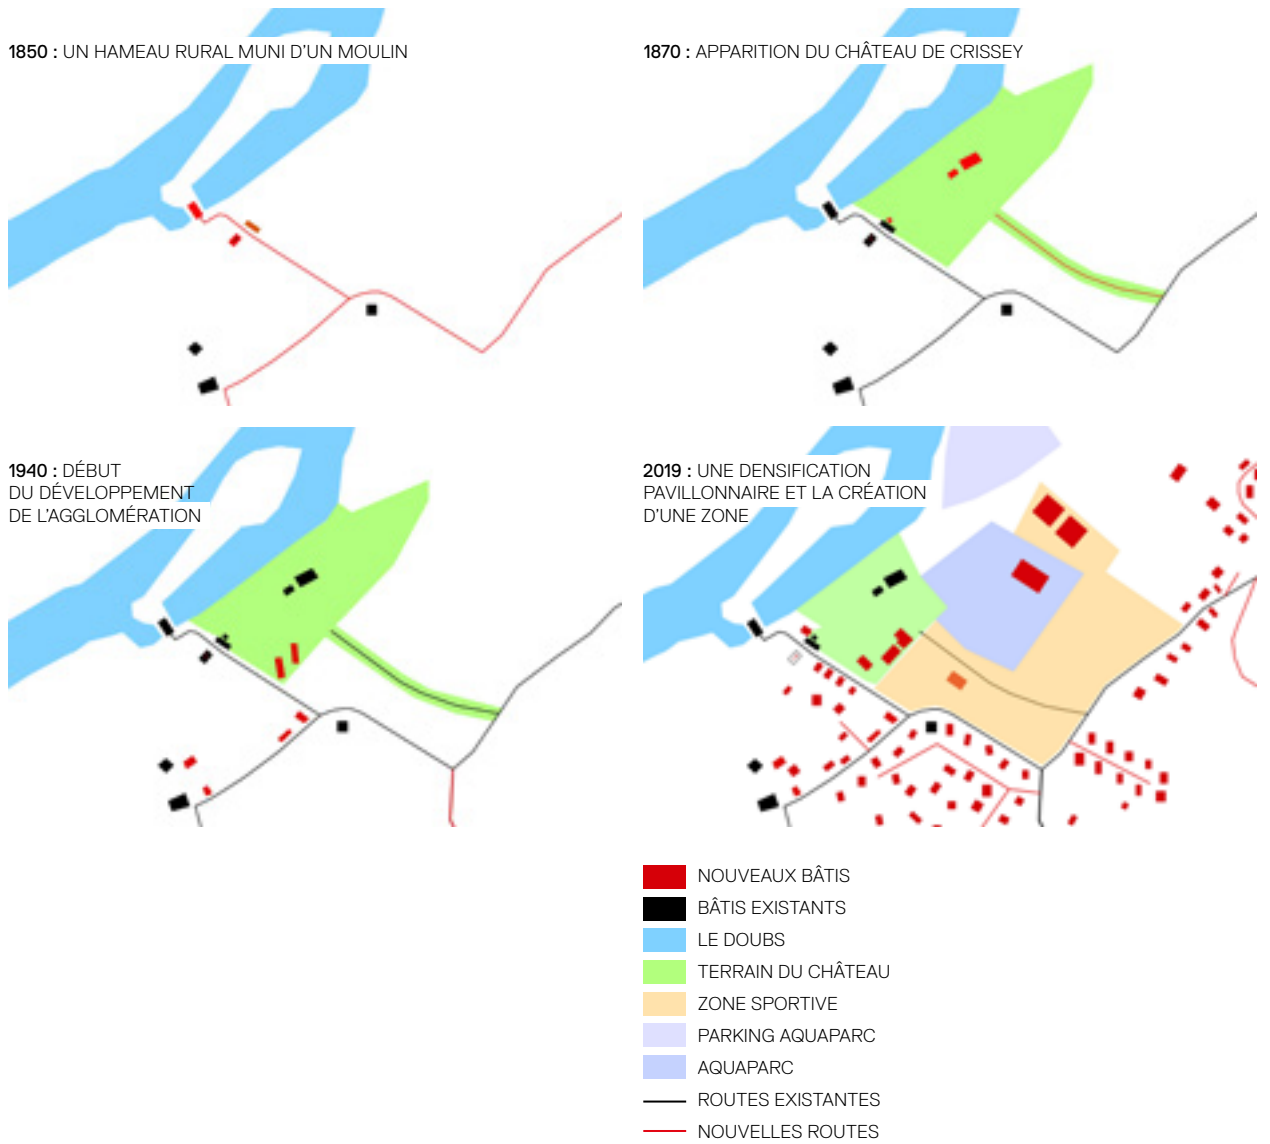 1850 : UN HAMEAU RURAL MUNI D'UN MOULIN
1870 : APPARITION DU CHÂTEAU DE CRISSEY
1940 : DÉBUT
DU DÉVELOPPEMENT
DE L'AGGLOMÉRATION
2019 : UNE DENSIFICATION
PAVILLONNAIRE ET LA CRÉATION
D'UNE ZONE
NOUVEAUX BÂTIS
BÂTIS EXISTANTS
LE DOUBS
TERRAIN DU CHÂTEAU
ZONE SPORTIVE
PARKING AQUAPARC
AQUAPARC
ROUTES EXISTANTES
NOUVELLES ROUTES